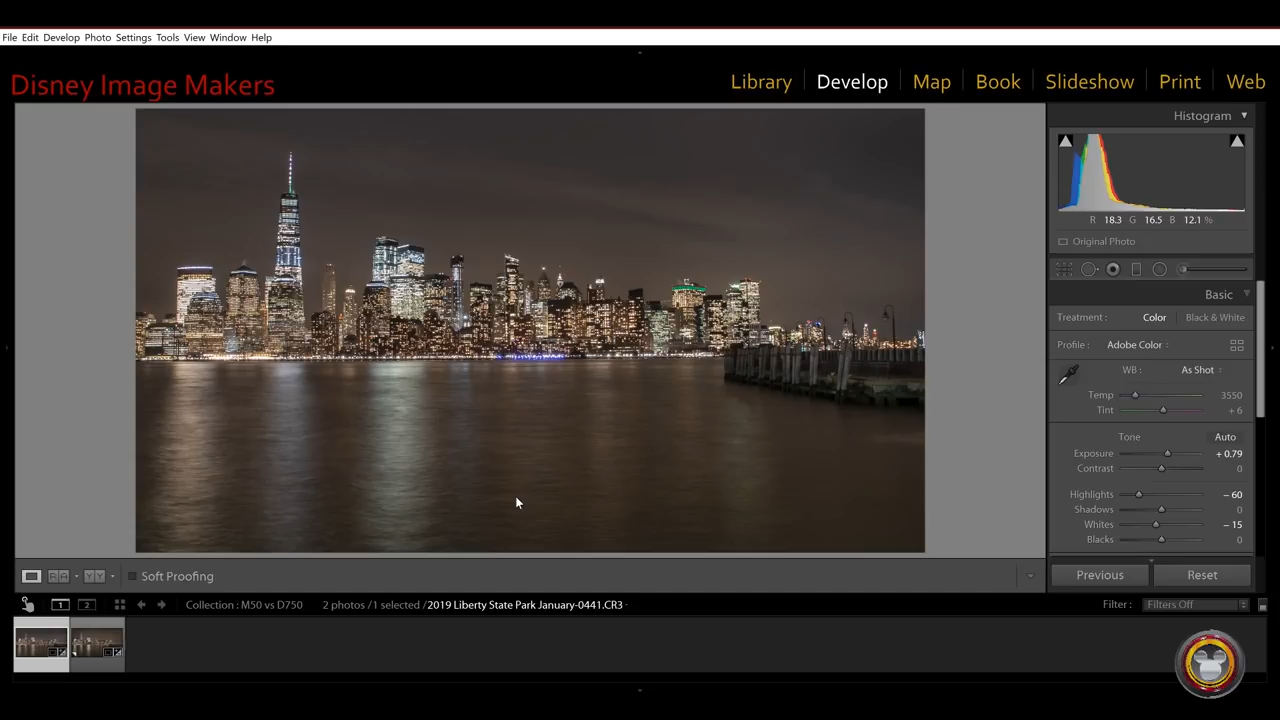 File Edit Develop Photo Settings Tools View Window Help
Disney Image Makers
Library Develop Map Book Slideshow Print Web
Histogram
R 18.3 G 16.5 B 12.1 %
Original Photo
Basic
Treatment : Color Black & White
Profile : Adobe Color
WB : As Shot
Temp 3550
Tint + 6
Tone Auto
Exposure + 0.79
Contrast 0
Highlights − 60
Shadows 0
Whites − 15
Blacks 0
Previous Reset
R A Y Y Soft Proofing
1 2 Collection : M50 vs D750 2 photos /1 selected /2019 Liberty State Park January-0441.CR3 Filter : Filters Off